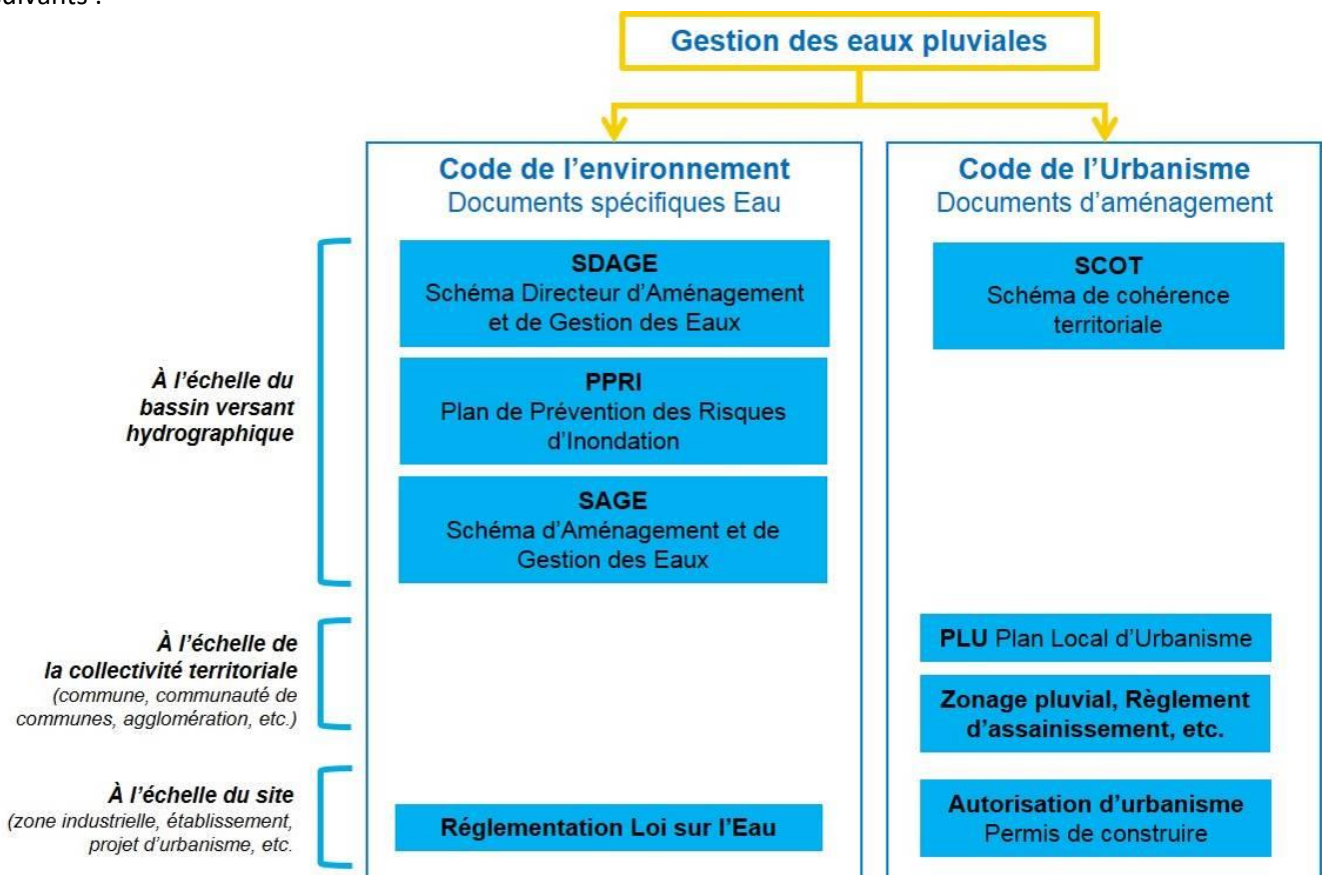 suivants :
Gestion des eaux pluviales
Code de l'environnement
Documents spécifiques Eau
Code de l'Urbanisme
Documents d'aménagement
À l'échelle du
bassin versant
hydrographique
SDAGE
Schéma Directeur d'Aménagement
et de Gestion des Eaux
SCOT
Schéma de cohérence
territoriale
PPRI
Plan de Prévention des Risques
d'Inondation
SAGE
Schéma d'Aménagement et de
Gestion des Eaux
À l'échelle de
la collectivité territoriale
(commune, communauté de
communes, agglomération, etc.)
PLU Plan Local d'Urbanisme
Zonage pluvial, Règlement
d'assainissement, etc.
À l'échelle du site
(zone industrielle, établissement,
projet d'urbanisme, etc.
Réglementation Loi sur l'Eau
Autorisation d'urbanisme
Permis de construire